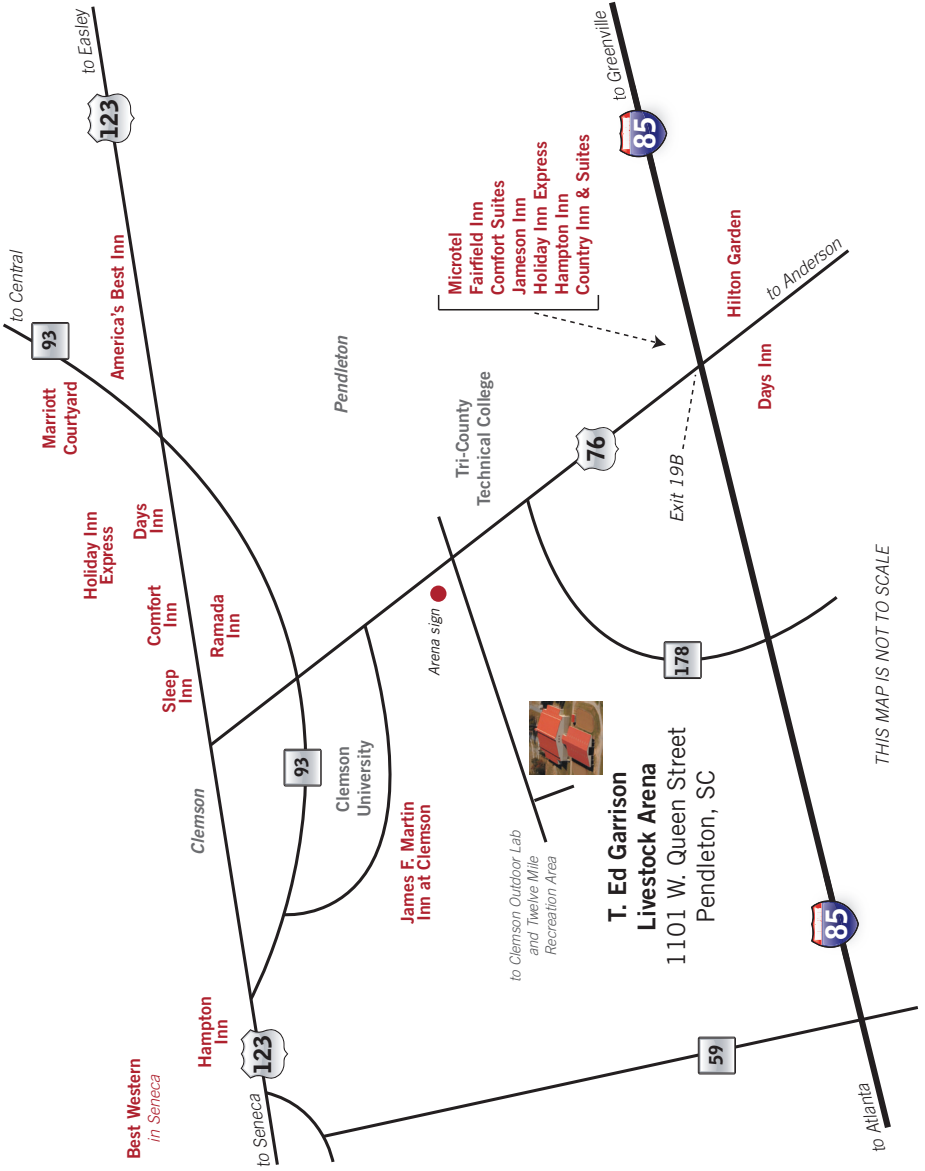 to Easley
123
to Central
93
America's Best Inn
Marriott
Courtyard
Holiday Inn
Express
Days
Inn
Comfort
Inn
Ramada
Inn
Sleep
Inn
Clemson
93
Clemson
University
James F. Martin
Inn at Clemson
Hampton
Inn
123
Best Western
in Seneca
to Seneca
Pendleton
Tri-County
Technical College
76
Arena sign
Microtel
Fairfield Inn
Comfort Suites
Jameson Inn
Holiday Inn Express
Hampton Inn
Country Inn & Suites
to Greenville
85
Hilton Garden
to Anderson
Days Inn
Exit 19B
178
to Clemson Outdoor Lab
and Twelve Mile
Recreation Area
T. Ed Garrison
Livestock Arena
1101 W. Queen Street
Pendleton, SC
85
59
to Atlanta
THIS MAP IS NOT TO SCALE